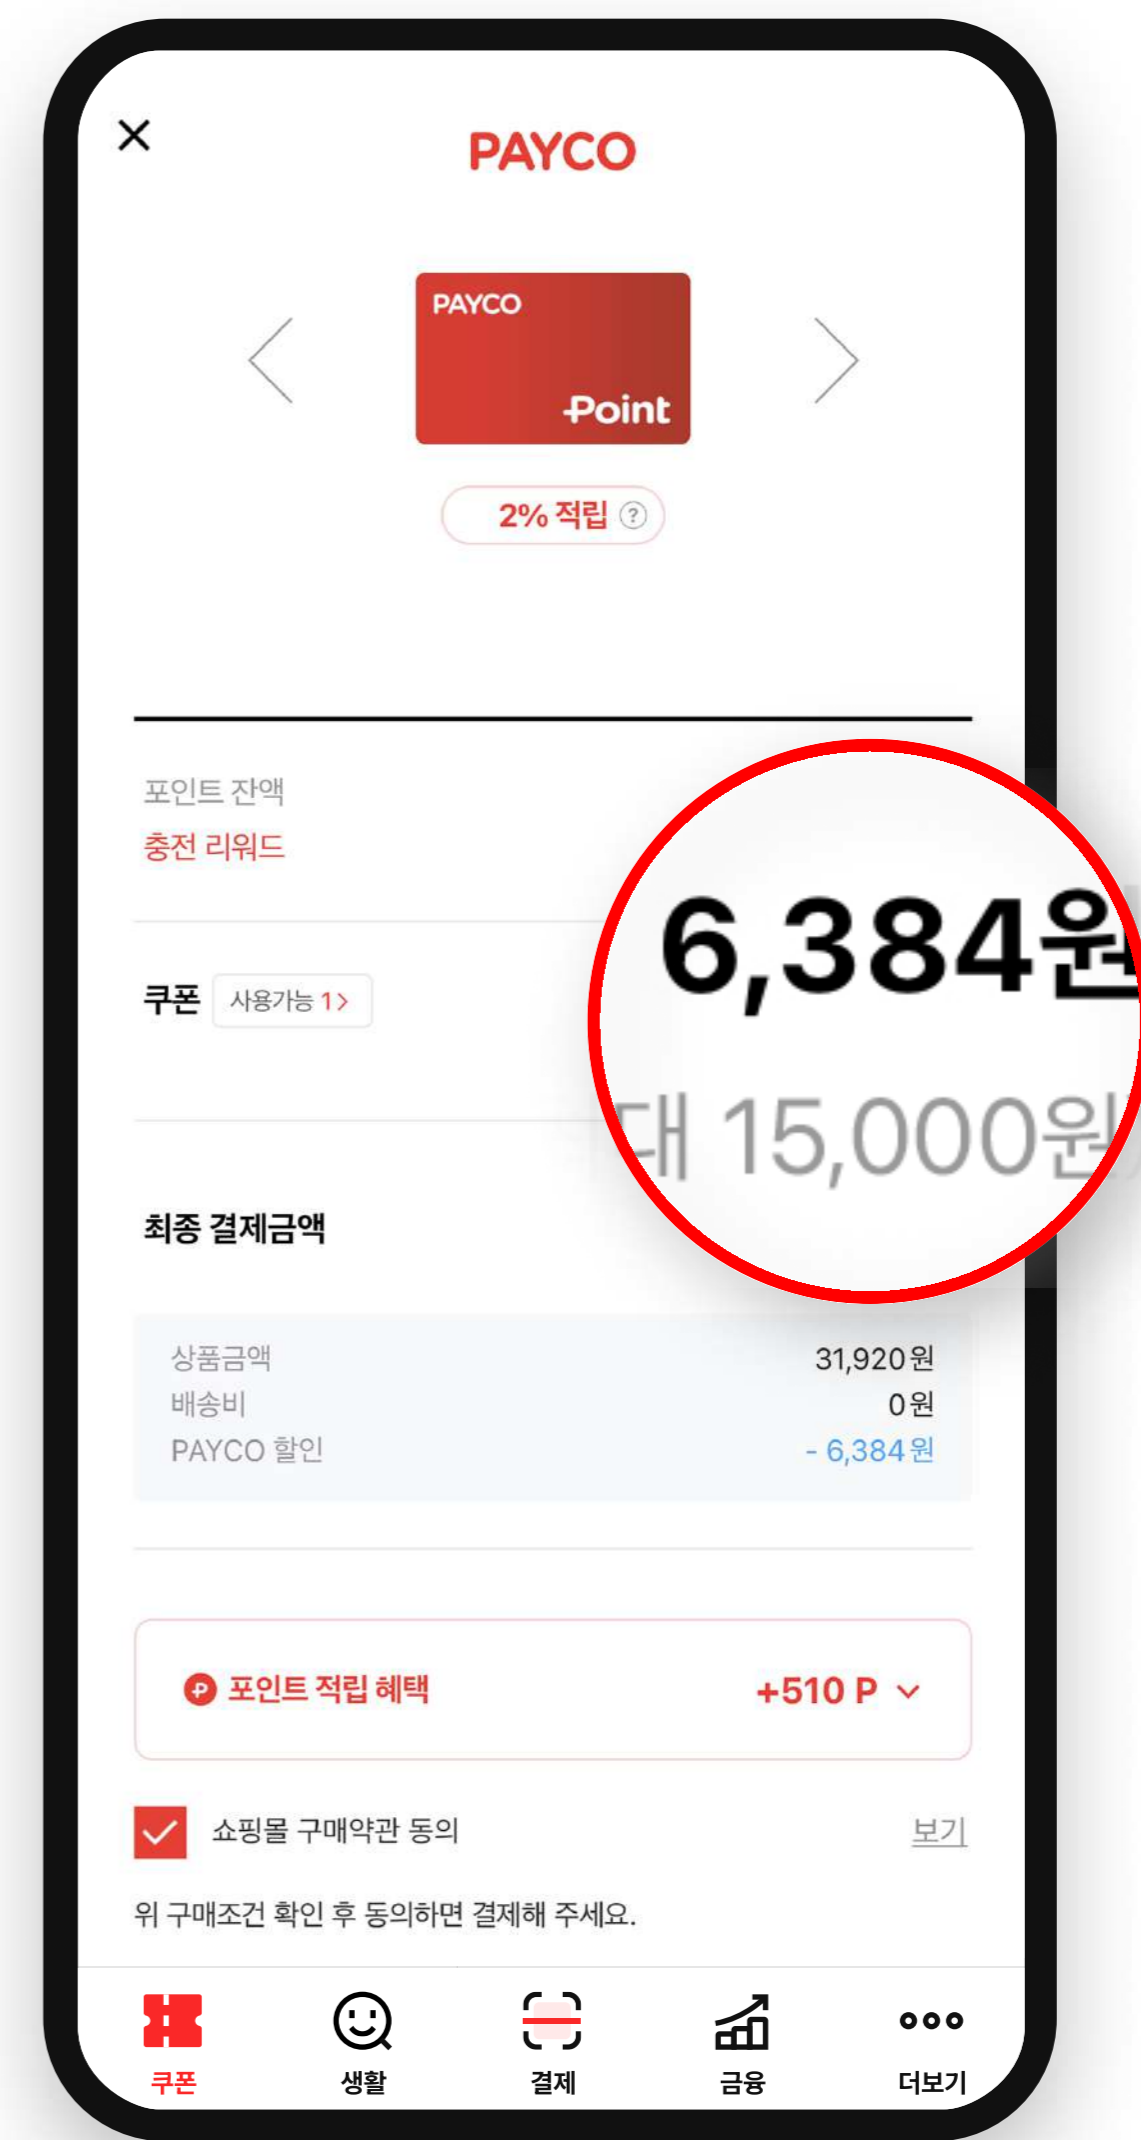 PAYCO
PAYCO
Point
2% 적립 ?
포인트 잔액
충전 리워드
6,384원
쿠폰 사용가능 1 >
대 15,000원
최종 결제금액
상품금액 31,920원
배송비 0원
PAYCO 할인 - 6,384원
포인트 적립 혜택 +510 P
쇼핑몰 구매약관 동의 보기
위 구매조건 확인 후 동의하면 결제해 주세요.
쿠폰 생활 결제 금융 더보기